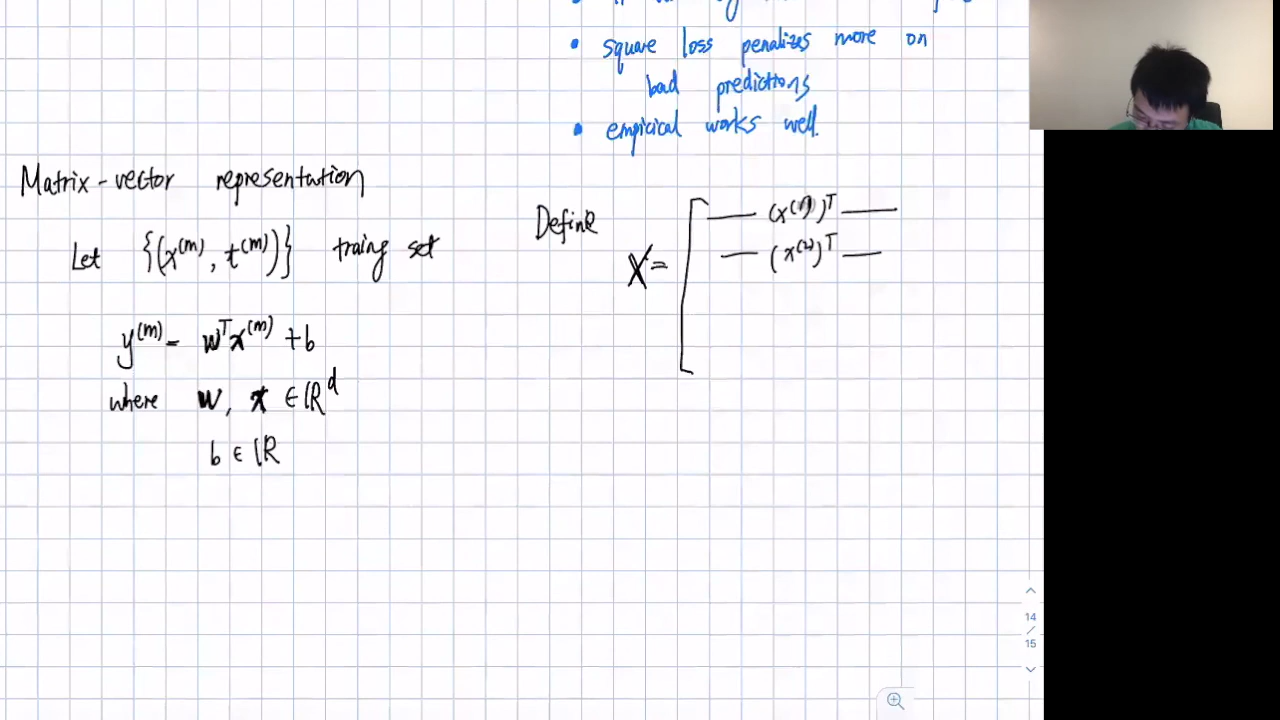 • square loss penalizes more on
bad predictions
• empicical works well.
Matrix-vector representation
Let {(x^(m), t^(m))} traing set
y^(m) = w^T x^(m) + b
where w, x ∈ ℝ^d
b ∈ ℝ
Define
X = [ — (x^(1))^T —
— (x^(2))^T —
14
/
15